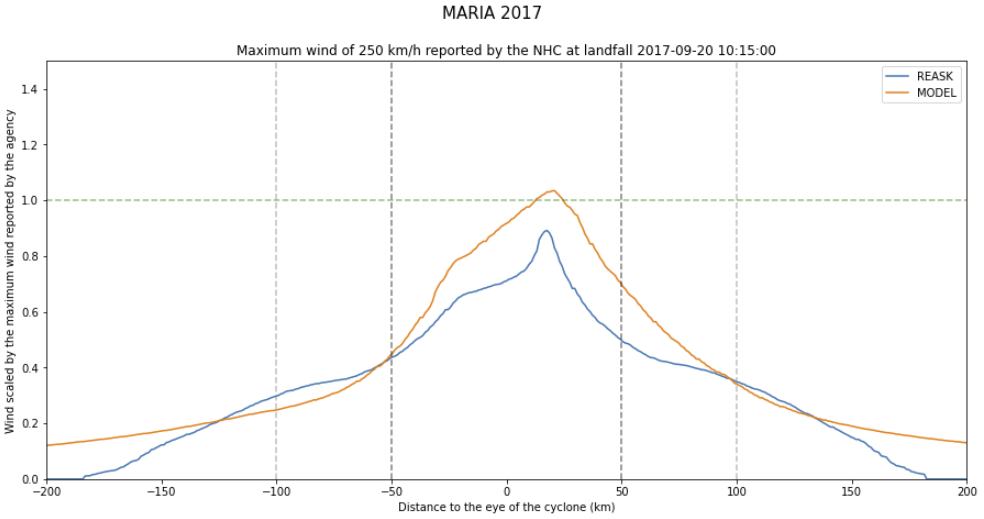 MARIA 2017
Maximum wind of 250 km/h reported by the NHC at landfall 2017-09-20 10:15:00
REASK
MODEL
Wind scaled by the maximum wind reported by the agency
1.4
1.2
1.0
0.8
0.6
0.4
0.2
0.0
−200 −150 −100 −50 0 50 100 150 200
Distance to the eye of the cyclone (km)